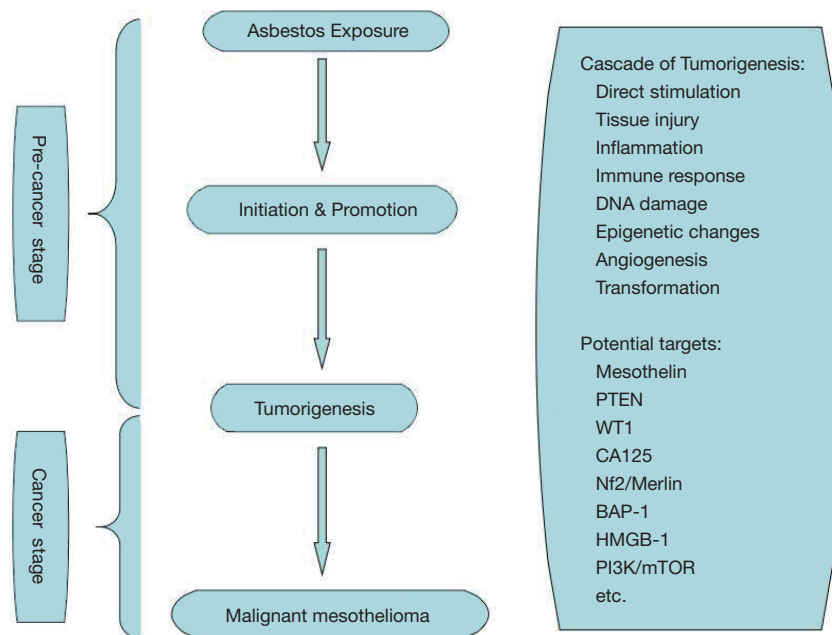 Pre-cancer stage
Cancer stage
Asbestos Exposure
Initiation & Promotion
Tumorigenesis
Malignant mesothelioma
Cascade of Tumorigenesis:
Direct stimulation
Tissue injury
Inflammation
Immune response
DNA damage
Epigenetic changes
Angiogenesis
Transformation
Potential targets:
Mesothelin
PTEN
WT1
CA125
Nf2/Merlin
BAP-1
HMGB-1
PI3K/mTOR
etc.